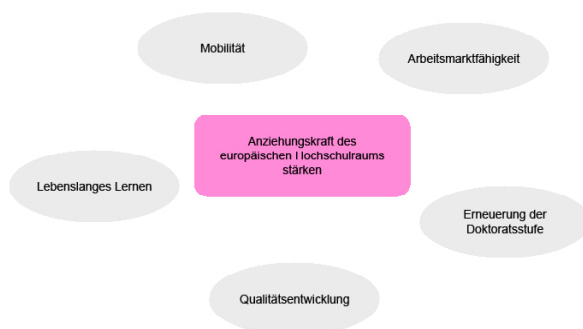 Mobilität
Arbeitsmarktfähigkeit
Anziehungskraft des
europäischen Hochschulraums
stärken
Lebenslanges Lernen
Erneuerung der
Doktoratsstufe
Qualitätsentwicklung